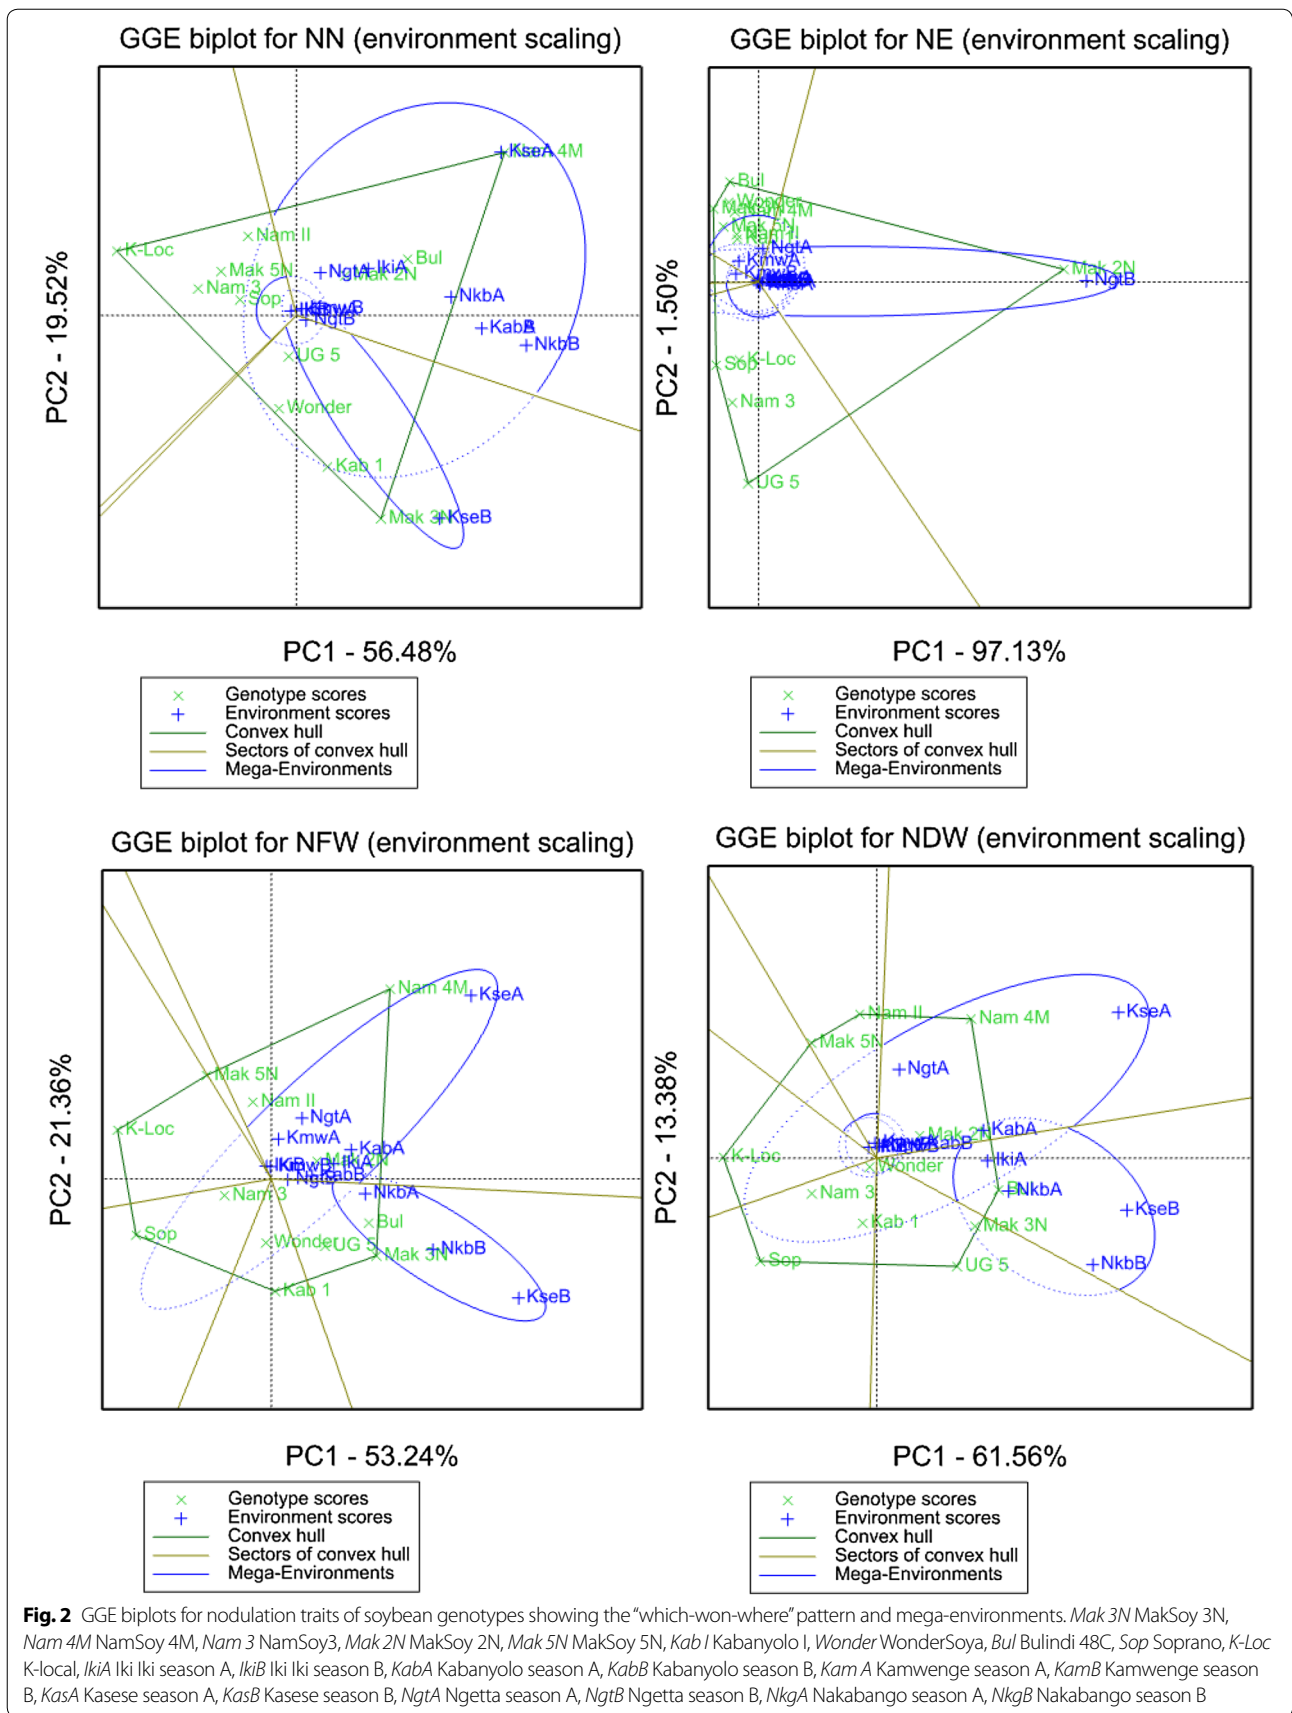 GGE biplot for NN (environment scaling)
KseA
4M
K-Loc
Nam II
Bul
NgtA
IkiA
Mak 5N
Mak 2N
Nam 3
Sop
NkbA
NgtB
KabB
NkbB
UG 5
Wonder
Kab 1
Mak 3N
KseB
PC2 - 19.52%
PC1 - 56.48%
Genotype scores
Environment scores
Convex hull
Sectors of convex hull
Mega-Environments
GGE biplot for NE (environment scaling)
Bul
Wonder
4M
Mak 5N
NgtA
KmwA
KmwB
Mak 2N
NgtB
Sop
K-Loc
Nam 3
UG 5
PC2 - 1.50%
PC1 - 97.13%
Genotype scores
Environment scores
Convex hull
Sectors of convex hull
Mega-Environments
GGE biplot for NFW (environment scaling)
Nam 4M
KseA
Mak 5N
Nam II
NgtA
K-Loc
KmwA
KabA
IkiA
KmwB
KabB
NgtB
Nam 3
NkbA
Bul
Sop
Wonder
UG 5
NkbB
Mak 3N
Kab 1
KseB
PC2 - 21.36%
PC1 - 53.24%
Genotype scores
Environment scores
Convex hull
Sectors of convex hull
Mega-Environments
GGE biplot for NDW (environment scaling)
Nam II
Nam 4M
KseA
Mak 5N
NgtA
KabA
Mak 2N
KabB
K-Loc
Wonder
IkiA
Nam 3
NkbA
KseB
Kab 1
Mak 3N
Sop
UG 5
NkbB
PC2 - 13.38%
PC1 - 61.56%
Genotype scores
Environment scores
Convex hull
Sectors of convex hull
Mega-Environments
Fig. 2 GGE biplots for nodulation traits of soybean genotypes showing the “which-won-where” pattern and mega-environments. Mak 3N MakSoy 3N,
Nam 4M NamSoy 4M, Nam 3 NamSoy3, Mak 2N MakSoy 2N, Mak 5N MakSoy 5N, Kab I Kabanyolo I, Wonder WonderSoya, Bul Bulindi 48C, Sop Soprano, K-Loc
K-local, IkiA Iki Iki season A, IkiB Iki Iki season B, KabA Kabanyolo season A, KabB Kabanyolo season B, Kam A Kamwenge season A, KamB Kamwenge season
B, KasA Kasese season A, KasB Kasese season B, NgtA Ngetta season A, NgtB Ngetta season B, NkgA Nakabango season A, NkgB Nakabango season B